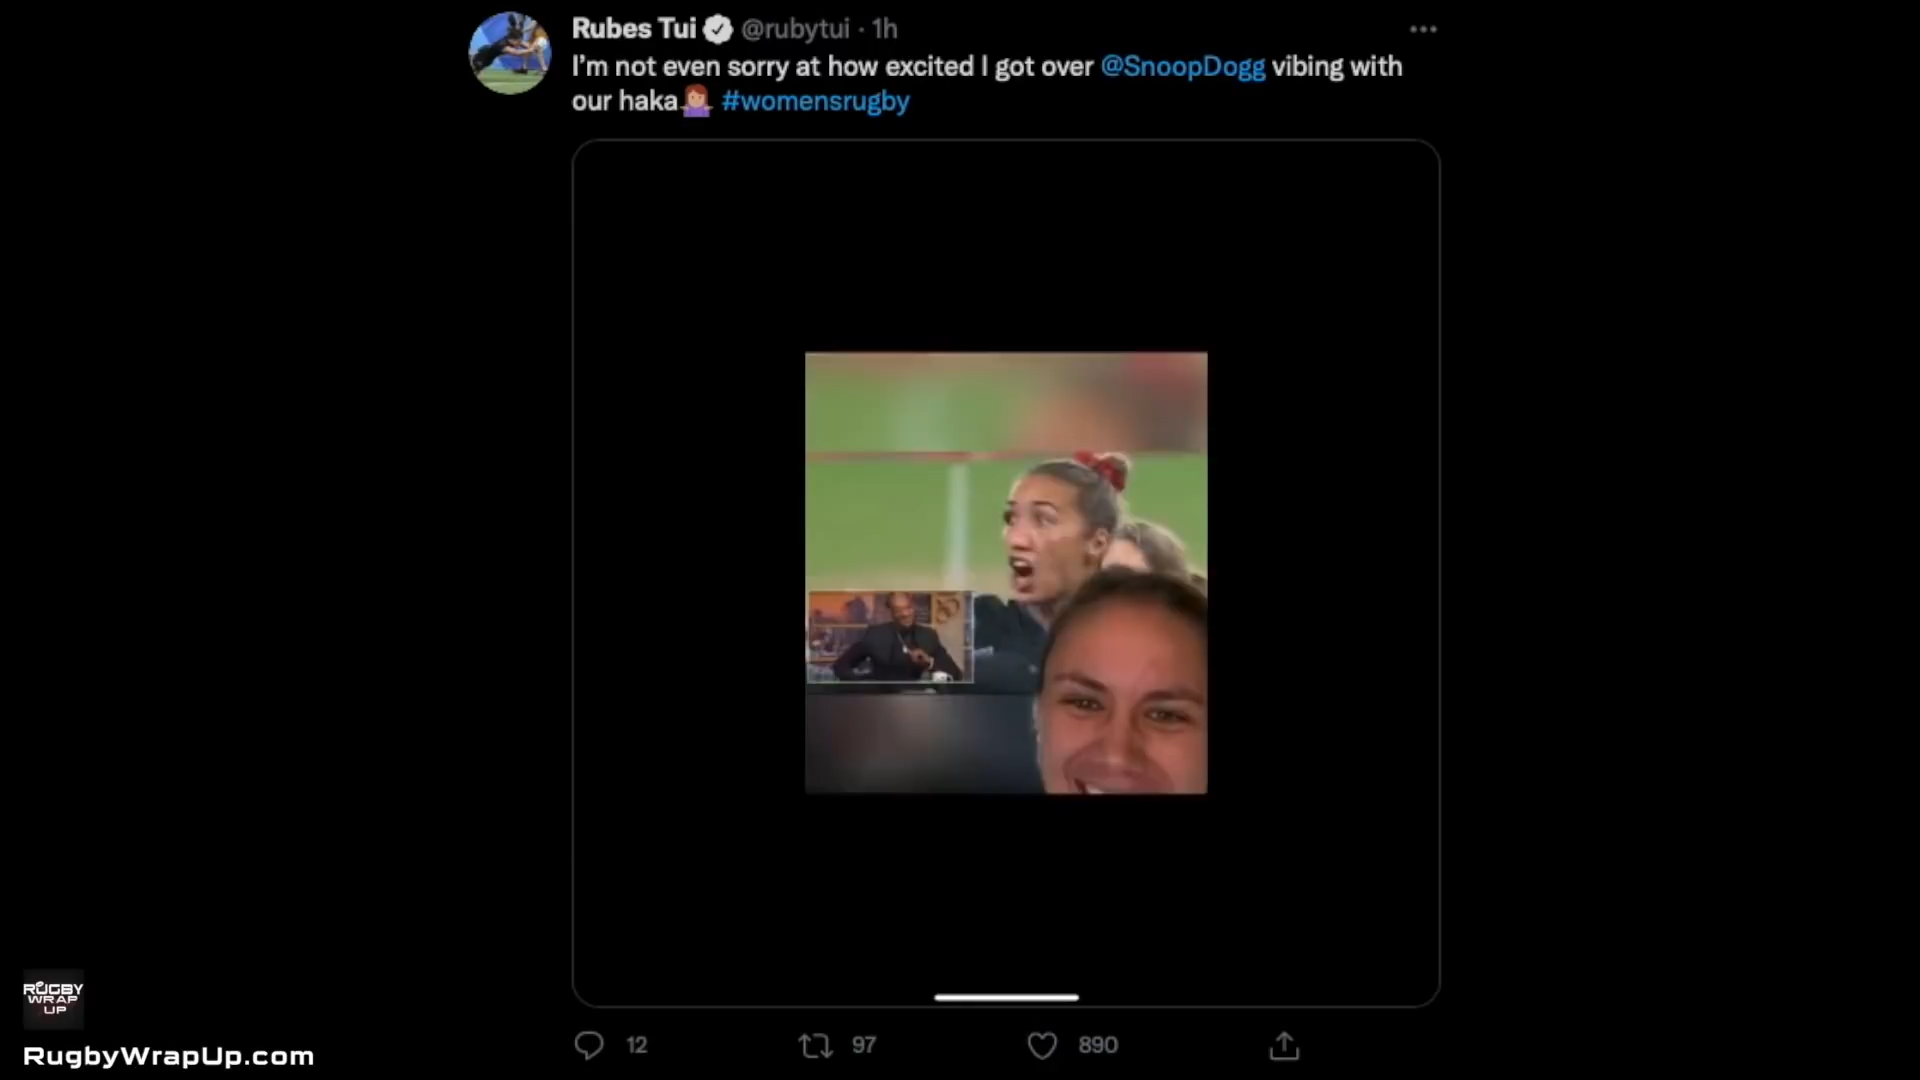 Rubes Tui @rubytui · 1h
I'm not even sorry at how excited I got over @SnoopDogg vibing with
our haka🤷🏽‍♀️ #womensrugby
12 97 890
RUGBY
WRAP
UP
RugbyWrapUp.com